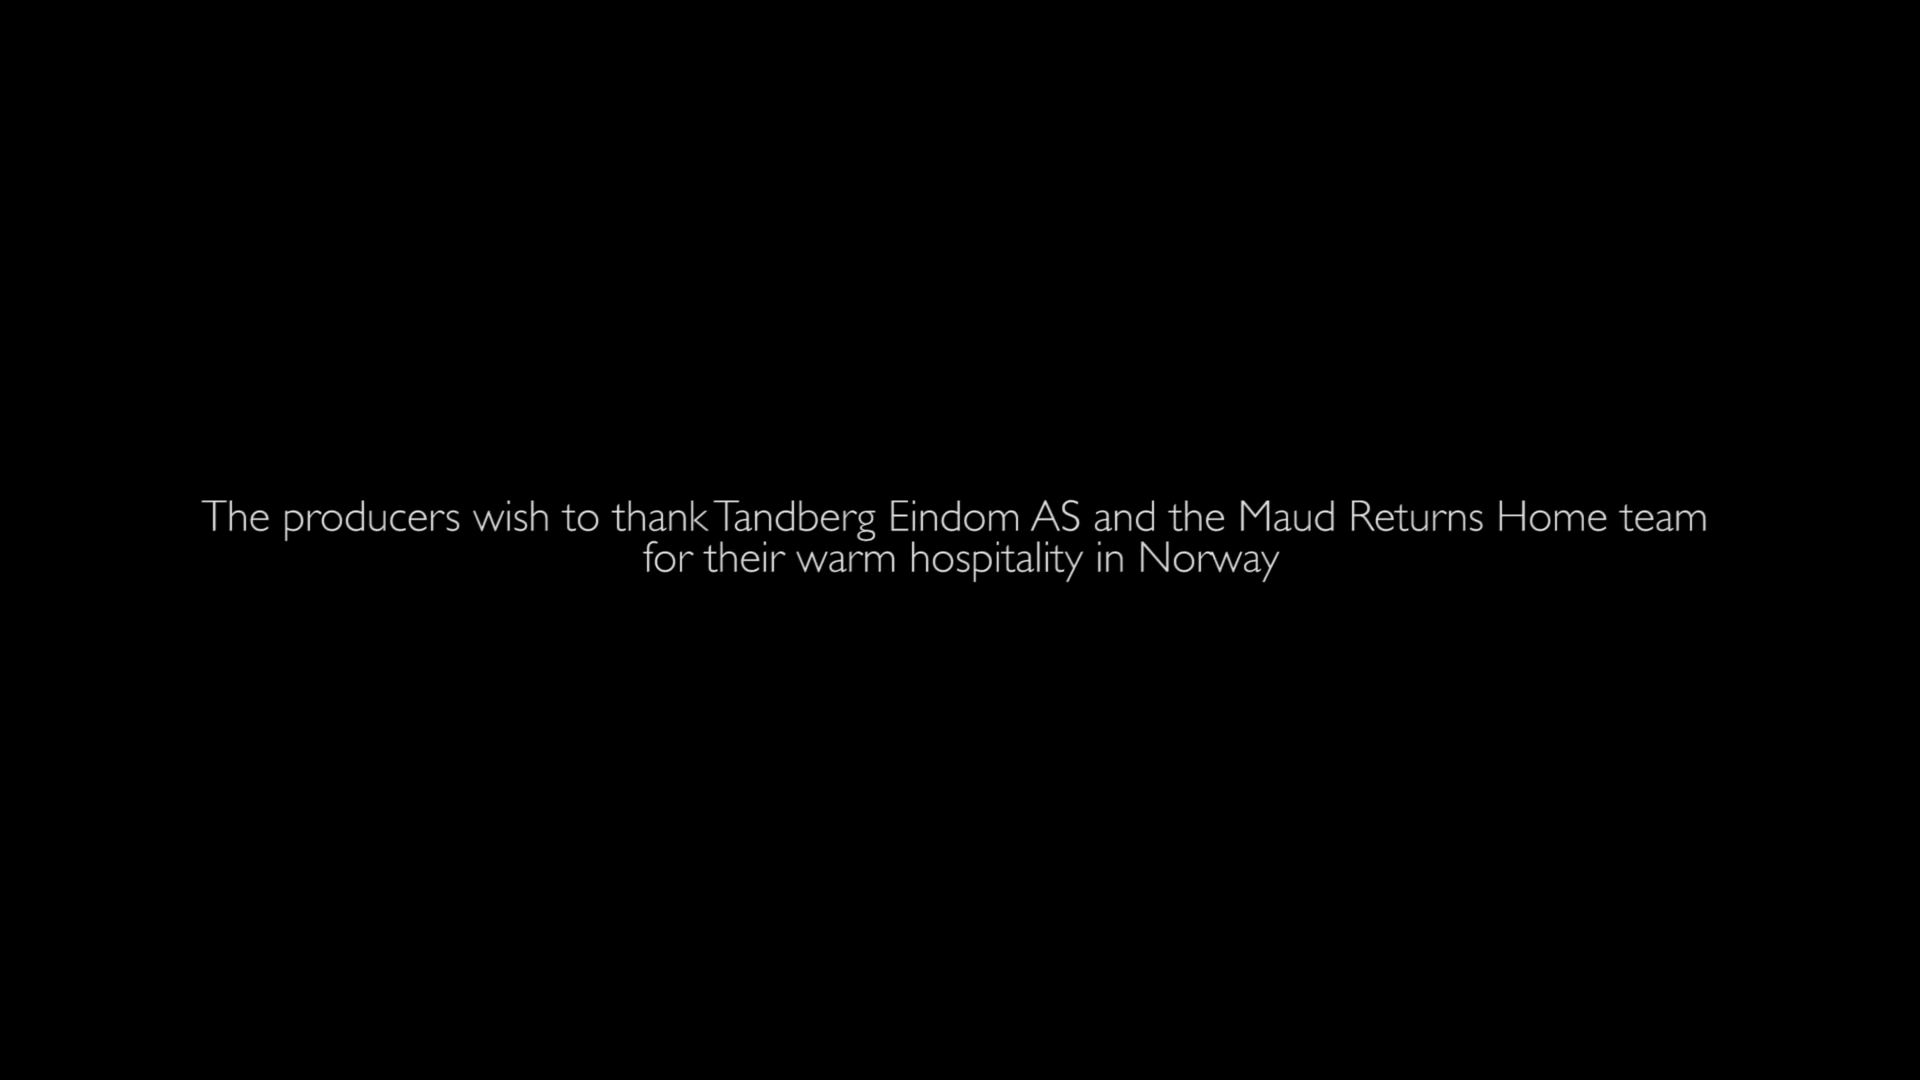 The producers wish to thank Tandberg Eindom AS and the Maud Returns Home team
for their warm hospitality in Norway